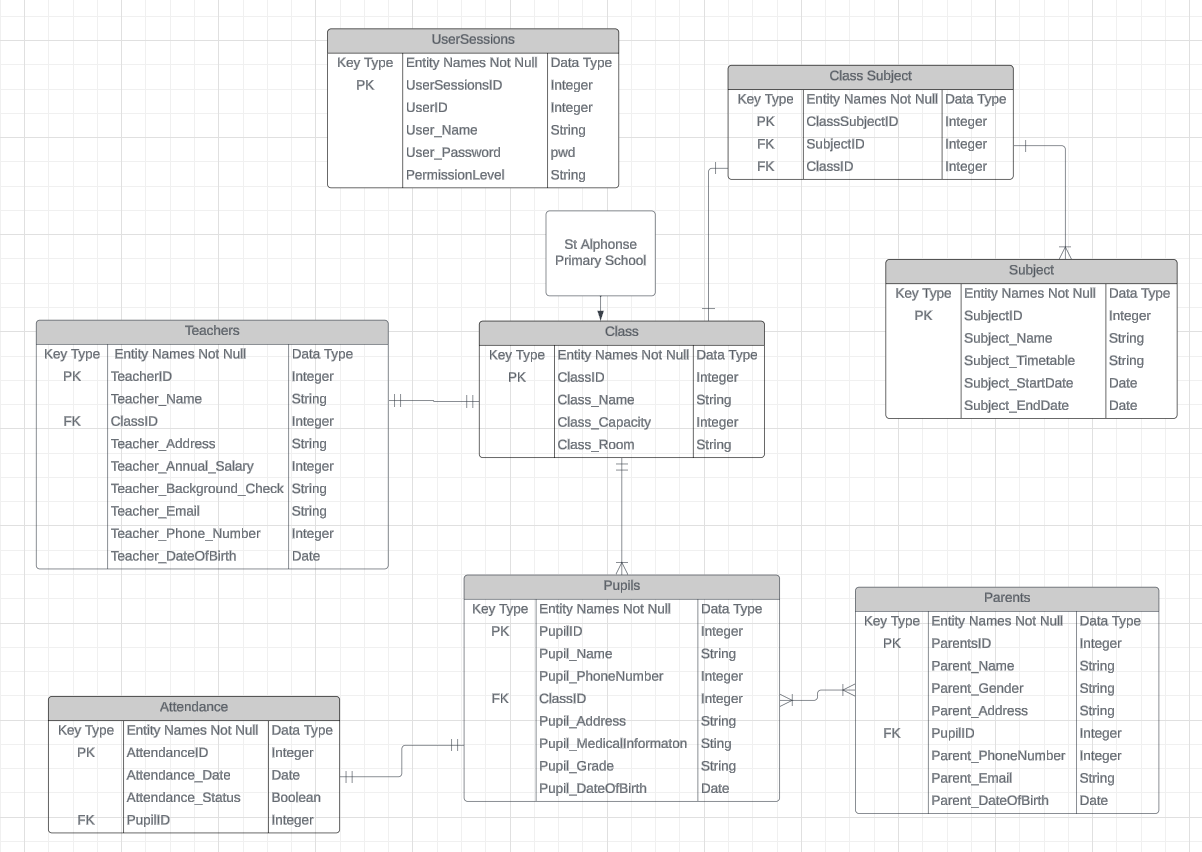 UserSessions
Key Type Entity Names Not Null Data Type
PK UserSessionsID Integer
UserID Integer
User_Name String
User_Password pwd
PermissionLevel String
Class Subject
Key Type Entity Names Not Null Data Type
PK ClassSubjectID Integer
FK SubjectID Integer
FK ClassID Integer
St Alphonse
Primary School
Subject
Key Type Entity Names Not Null Data Type
PK SubjectID Integer
Subject_Name String
Subject_Timetable String
Subject_StartDate Date
Subject_EndDate Date
Teachers
Key Type Entity Names Not Null Data Type
PK TeacherID Integer
Teacher_Name String
FK ClassID Integer
Teacher_Address String
Teacher_Annual_Salary Integer
Teacher_Background_Check String
Teacher_Email String
Teacher_Phone_Number Integer
Teacher_DateOfBirth Date
Class
Key Type Entity Names Not Null Data Type
PK ClassID Integer
Class_Name String
Class_Capacity Integer
Class_Room String
Pupils
Key Type Entity Names Not Null Data Type
PK PupilID Integer
Pupil_Name String
Pupil_PhoneNumber Integer
FK ClassID Integer
Pupil_Address String
Pupil_MedicalInformaton Sting
Pupil_Grade String
Pupil_DateOfBirth Date
Parents
Key Type Entity Names Not Null Data Type
PK ParentsID Integer
Parent_Name String
Parent_Gender String
Parent_Address String
FK PupilID Integer
Parent_PhoneNumber Integer
Parent_Email String
Parent_DateOfBirth Date
Attendance
Key Type Entity Names Not Null Data Type
PK AttendanceID Integer
Attendance_Date Date
Attendance_Status Boolean
FK PupilID Integer